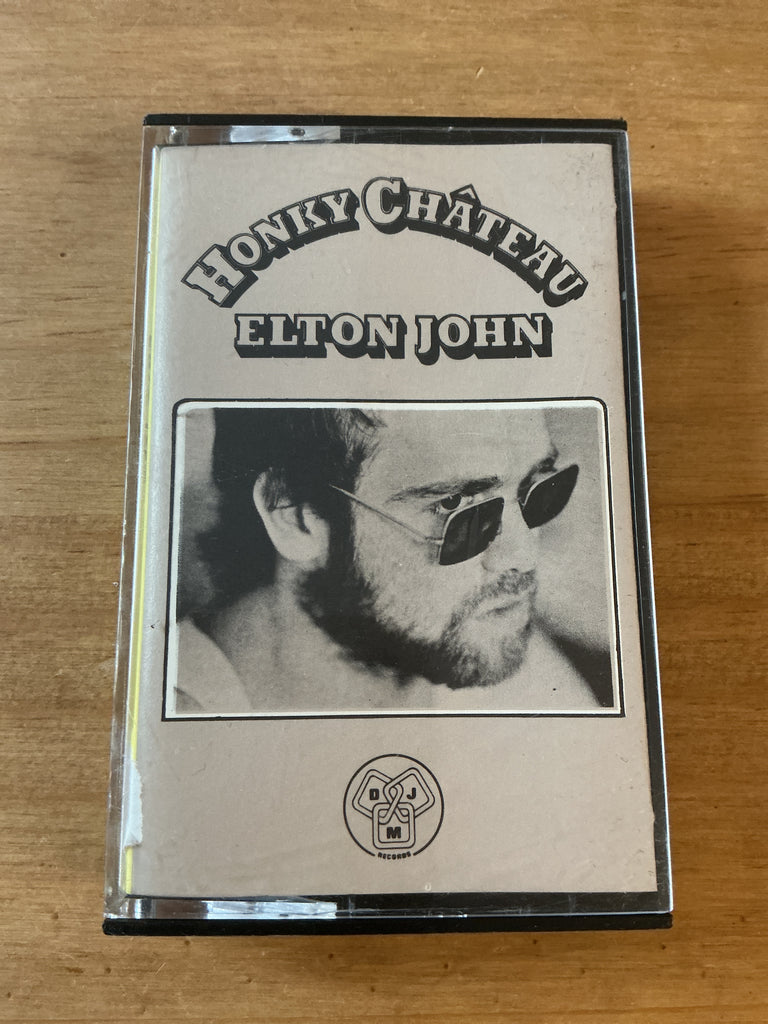 HONKY CHÂTEAU
ELTON JOHN
D J
M
RECORDS